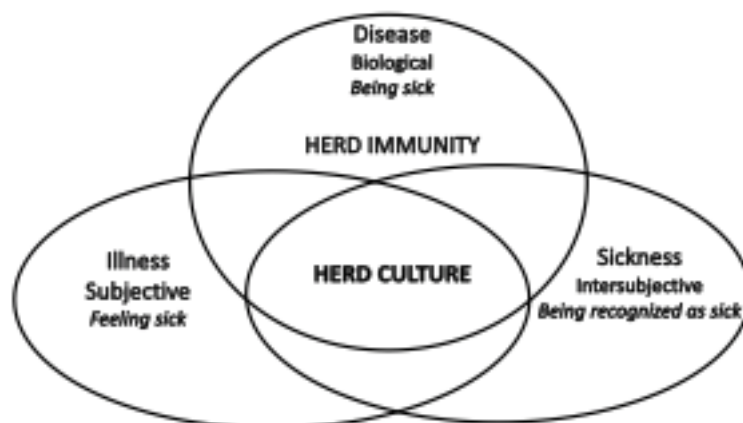 Disease
Biological
Being sick
HERD IMMUNITY
Illness
Subjective
Feeling sick
HERD CULTURE
Sickness
Intersubjective
Being recognized as sick